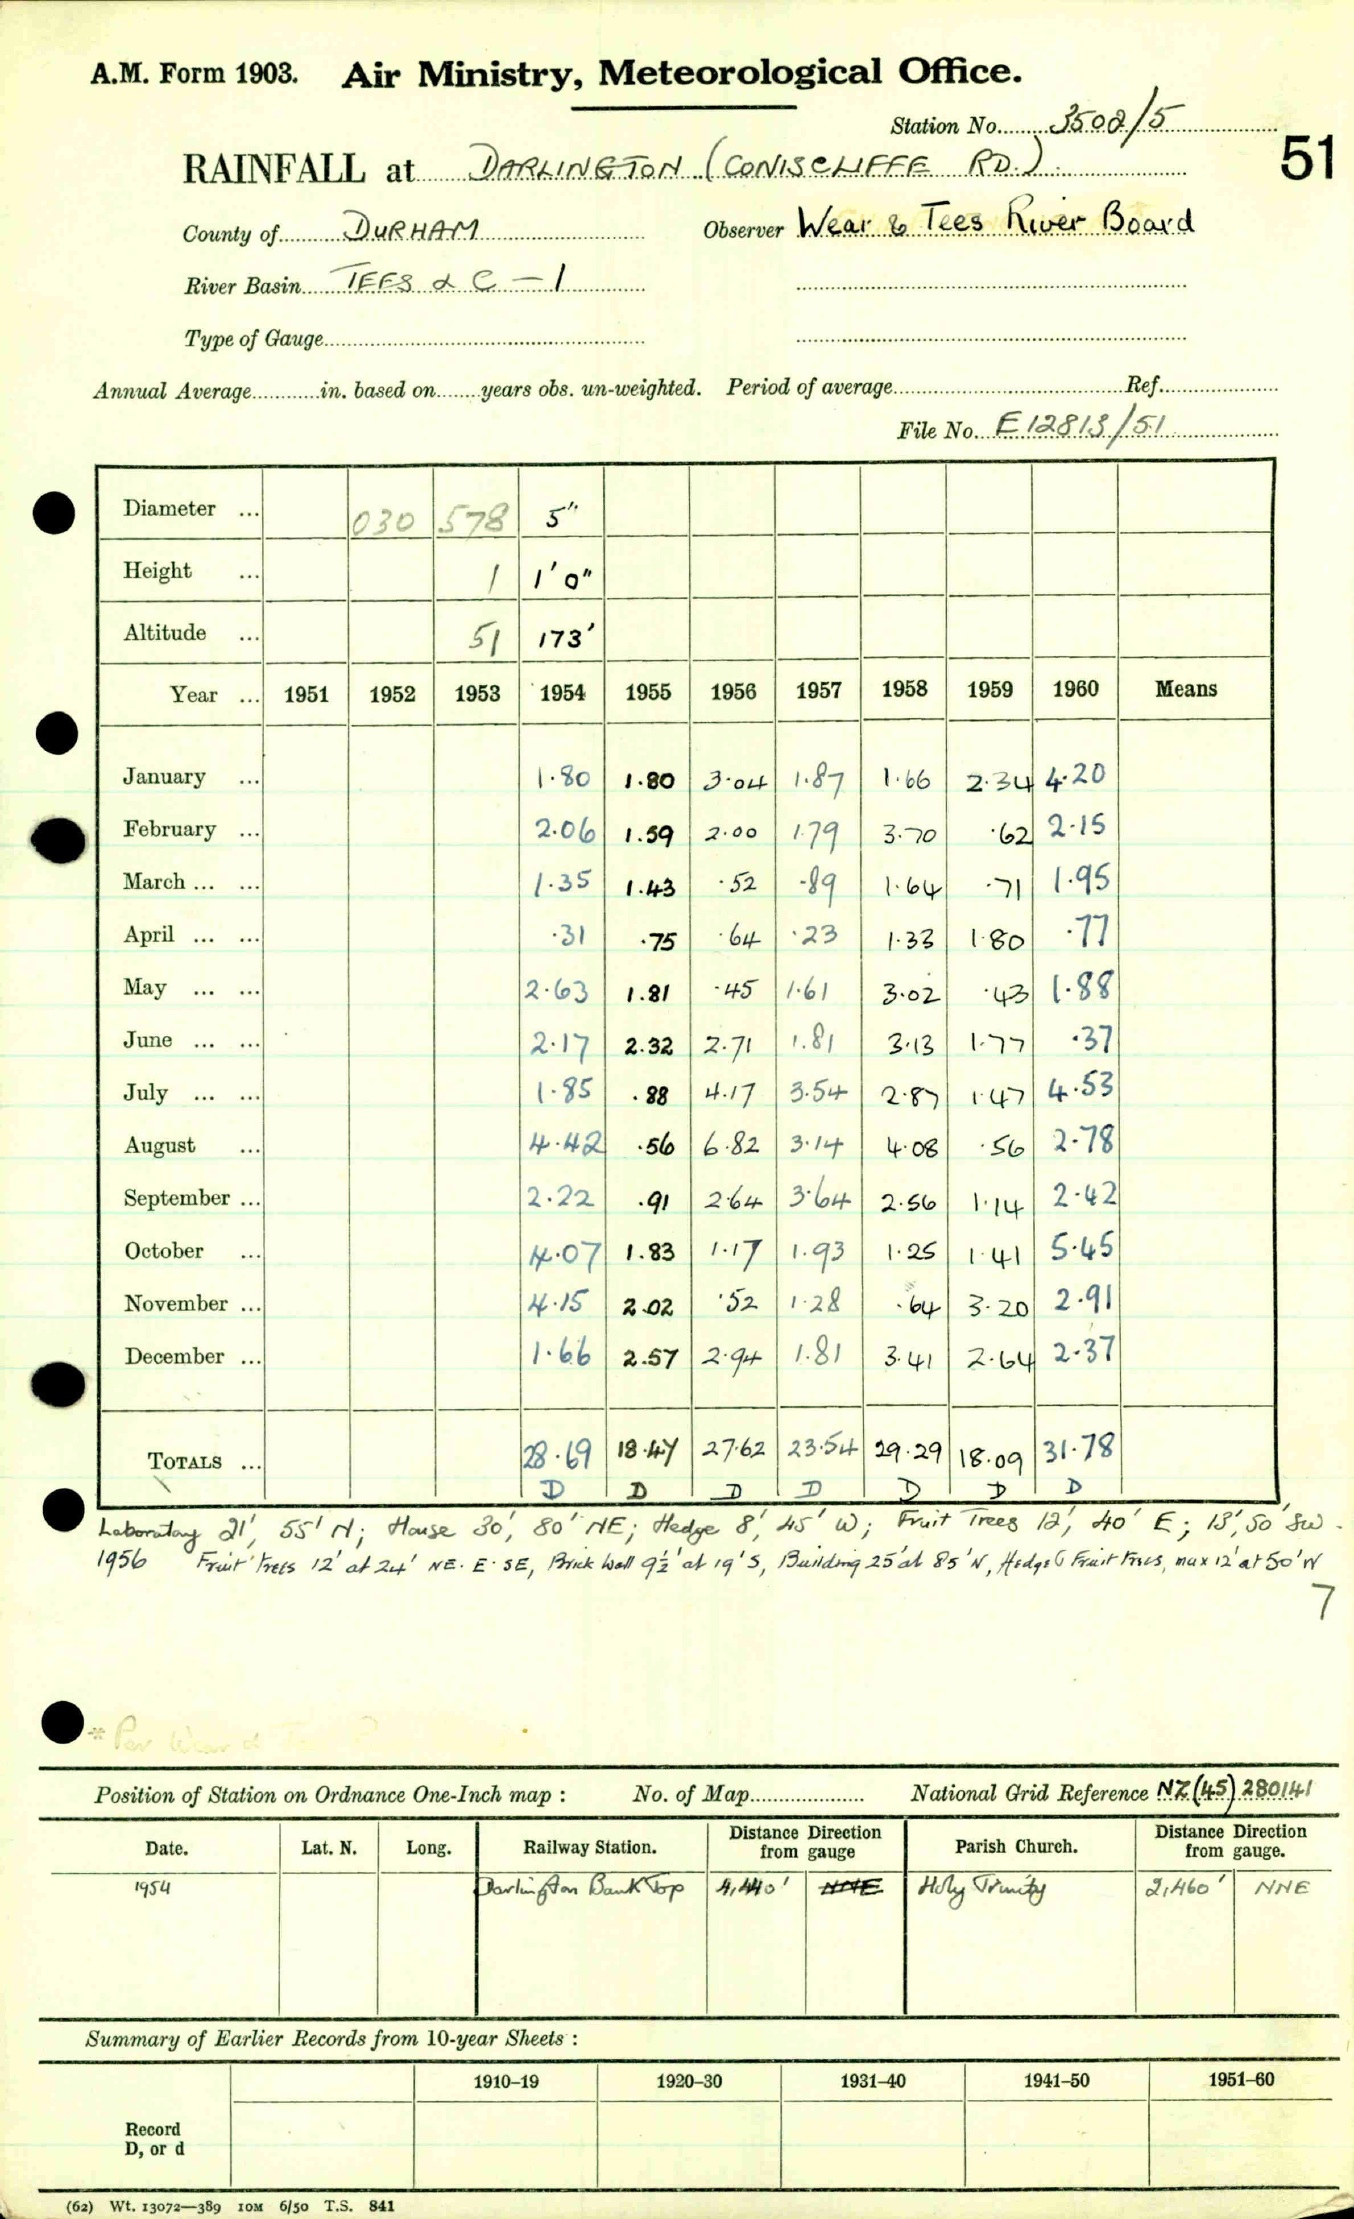 A.M. Form 1903. Air Ministry, Meteorological Office.
Station No. 3502/5
51
RAINFALL at DARLINGTON (CONISCLIFFE RD.)
County of DURHAM Observer Wear & Tees River Board
River Basin TEES & C - 1
Type of Gauge
Annual Average in. based on years obs. un-weighted. Period of average Ref.
File No. E12813/51
Diameter ... 030 578 5"
Height ... 1 1' 0"
Altitude ... 51 173'
Year ... 1951 1952 1953 1954 1955 1956 1957 1958 1959 1960 Means
January ... 1.80 1.80 3.04 1.87 1.66 2.34 4.20
February ... 2.06 1.59 2.00 1.79 3.70 .62 2.15
March ... ... 1.35 1.43 .52 .89 1.64 .71 1.95
April ... ... .31 .75 .64 .23 1.33 1.80 .77
May ... ... 2.63 1.81 .45 1.61 3.02 .43 1.88
June ... ... 2.17 2.32 2.71 1.81 3.13 1.77 .37
July ... ... 1.85 .88 4.17 3.54 2.87 1.47 4.53
August ... 4.42 .56 6.82 3.14 4.08 .56 2.78
September ... 2.22 .91 2.64 3.64 2.56 1.14 2.42
October ... 4.07 1.83 1.17 1.93 1.25 1.41 5.45
November ... 4.15 2.02 .52 1.28 .64 3.20 2.91
December ... 1.66 2.57 2.94 1.81 3.41 2.64 2.37
TOTALS ... 28.69 18.47 27.62 23.54 29.29 18.09 31.78
D D D D D D D
Laboratory 21', 55' N; House 30', 80' NE; Hedge 8', 45' W; Fruit Trees 12', 40' E; 13', 50' SW.
1956 Fruit Trees 12' at 24' NE. E. SE, Brick Wall 9½' at 19' S, Building 25' at 85' N, Hedge & Fruit Trees, max 12' at 50' W
7
* Per Wear &
Position of Station on Ordnance One-Inch map : No. of Map National Grid Reference NZ (45) 280141
Date. Lat. N. Long. Railway Station. Distance Direction from gauge Parish Church. Distance Direction from gauge.
1954 Darlington Bank Top 4,440' NNE Holy Trinity 2,460' NNE
Summary of Earlier Records from 10-year Sheets :
1910–19 1920–30 1931–40 1941–50 1951–60
Record
D, or d
(62) Wt. 13072—389 10M 6/50 T.S. 841